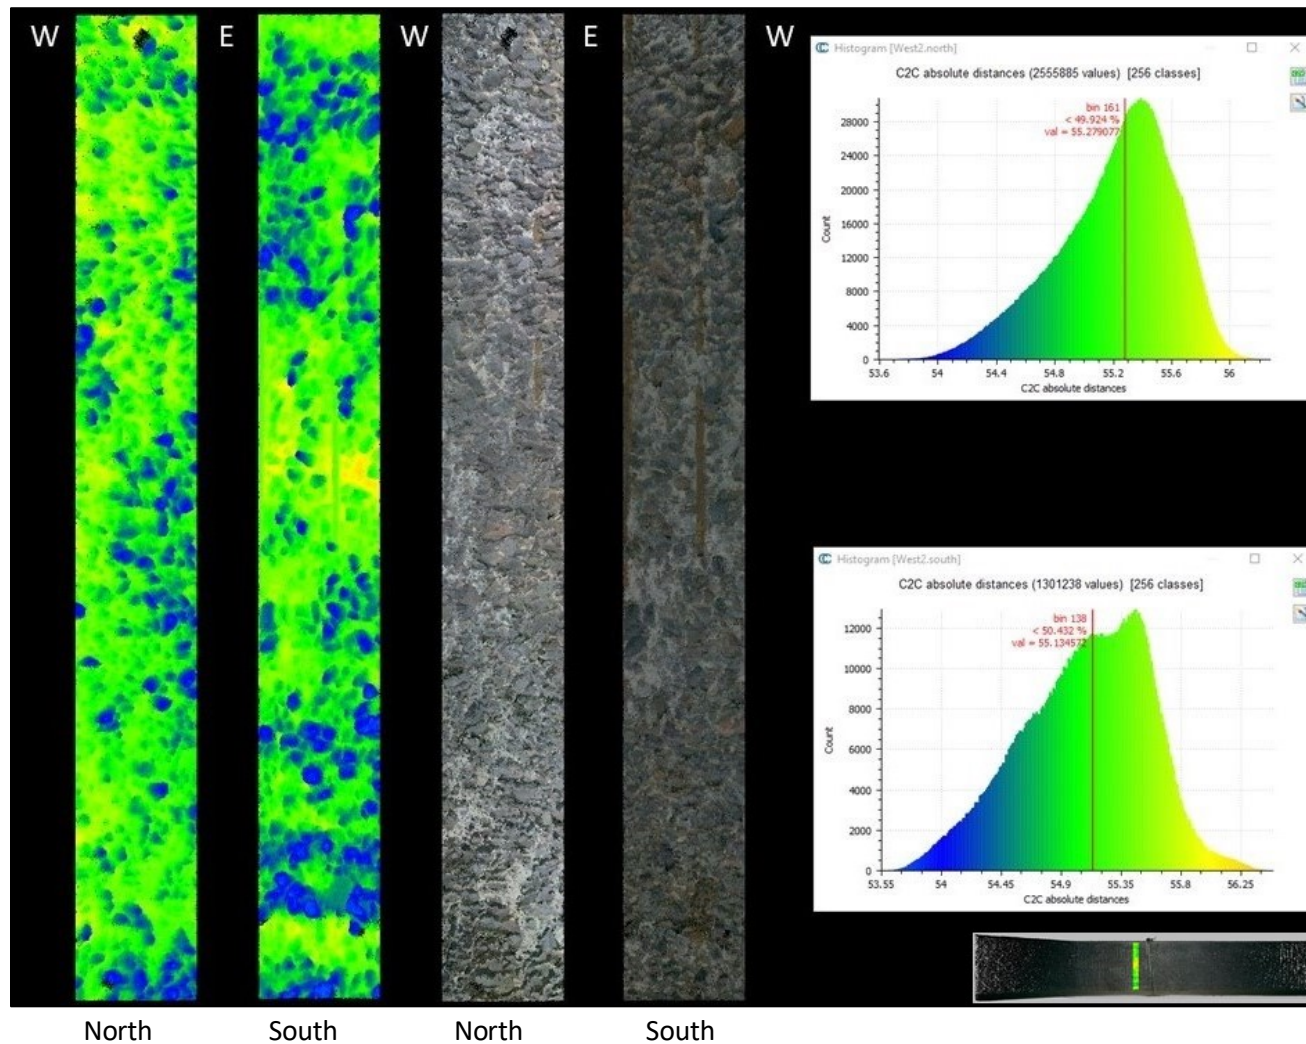 W
E
W
E
W
Histogram [West2.north]
C2C absolute distances (2555885 values) [256 classes]
bin 161
< 49.924 %
val = 55.279077
28000
24000
20000
16000
12000
8000
4000
0
Count
53.6 54 54.4 54.8 55.2 55.6 56
C2C absolute distances
Histogram [West2.south]
C2C absolute distances (1301238 values) [256 classes]
bin 138
< 50.432 %
val = 55.134572
12000
10000
8000
6000
4000
2000
0
Count
53.55 54 54.45 54.9 55.35 55.8 56.25
C2C absolute distances
North South North South